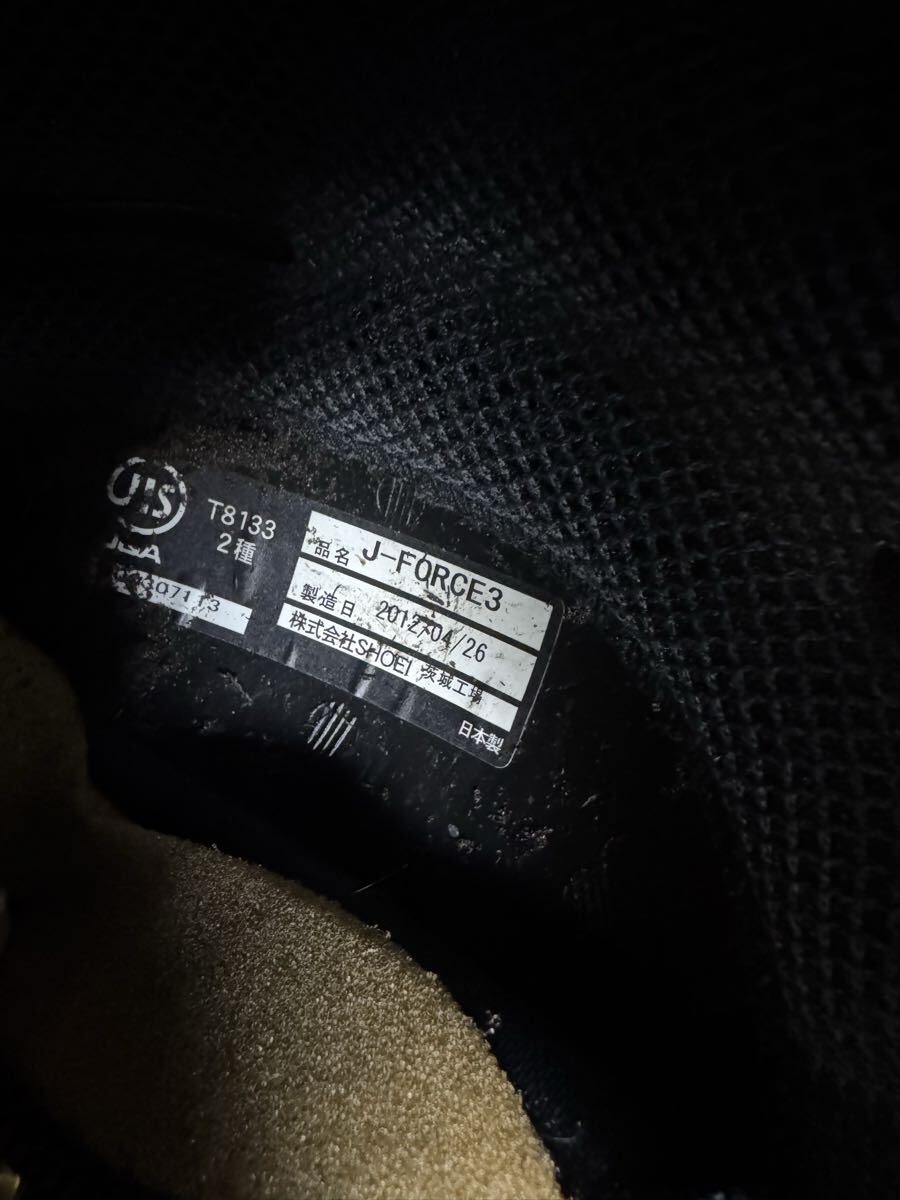 JIS
T8133
2種
品名 J-FORCE3
製造日 2012/04/26
株式会社SHOEI 茨城工場
日本製